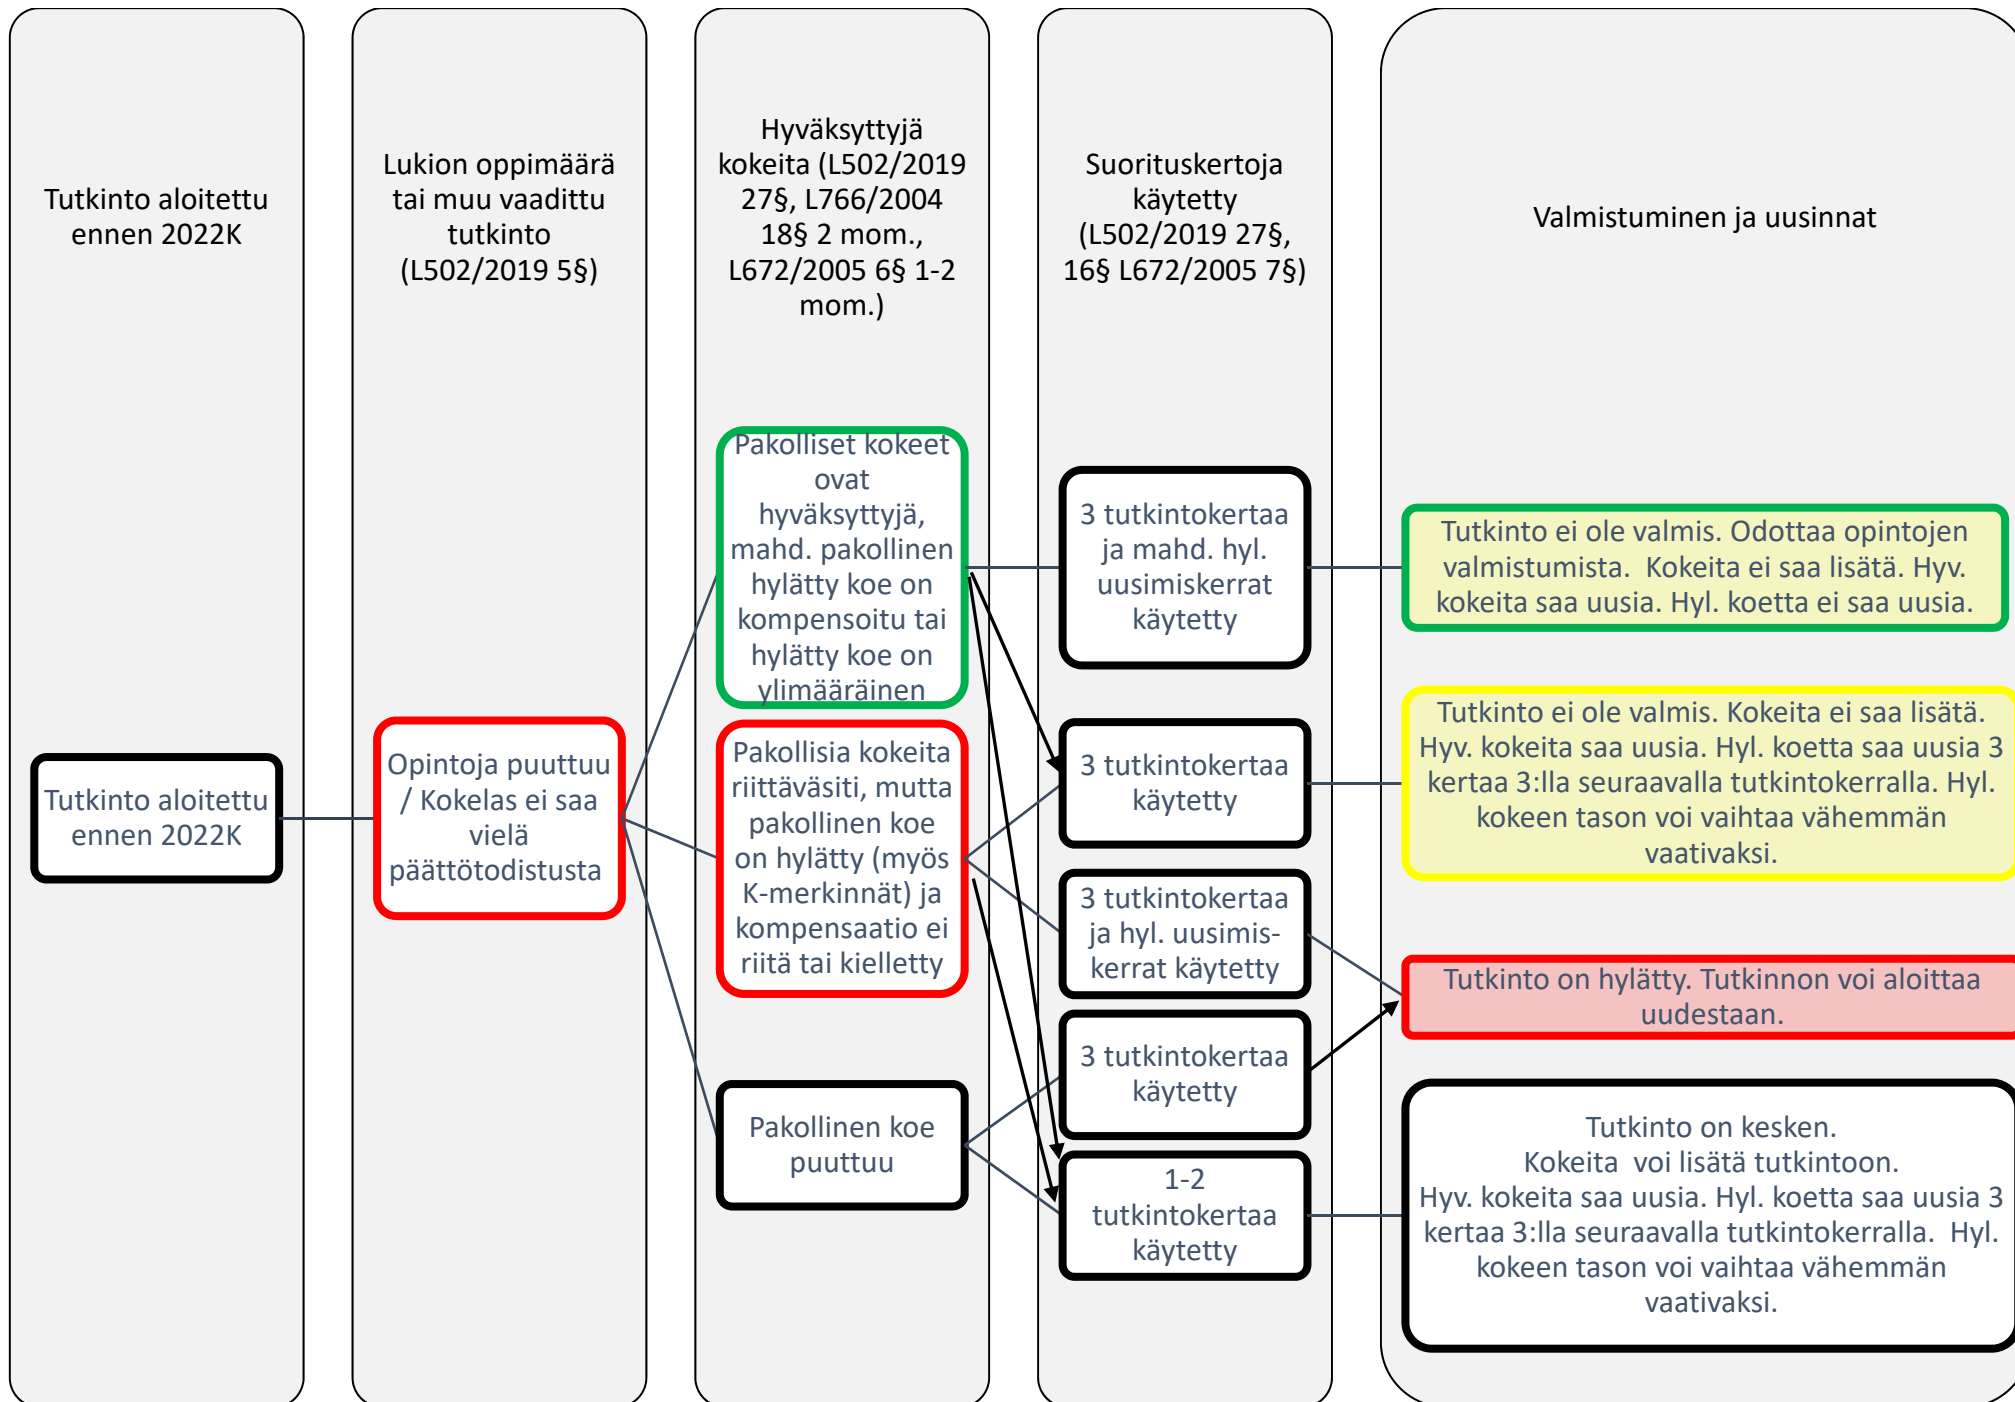 Tutkinto aloitettu
ennen 2022K
Lukion oppimäärä
tai muu vaadittu
tutkinto
(L502/2019 5§)
Hyväksyttyjä
kokeita (L502/2019
27§, L766/2004
18§ 2 mom.,
L672/2005 6§ 1-2
mom.)
Suorituskertoja
käytetty
(L502/2019 27§,
16§ L672/2005 7§)
Valmistuminen ja uusinnat
Tutkinto aloitettu
ennen 2022K
Opintoja puuttuu
/ Kokelas ei saa
vielä
päättötodistusta
Pakolliset kokeet
ovat
hyväksyttyjä,
mahd. pakollinen
hylätty koe on
kompensoitu tai
hylätty koe on
ylimääräinen
Pakollisia kokeita
riittäväsiti, mutta
pakollinen koe
on hylätty (myös
K-merkinnät) ja
kompensaatio ei
riitä tai kielletty
Pakollinen koe
puuttuu
3 tutkintokertaa
ja mahd. hyl.
uusimiskerrat
käytetty
3 tutkintokertaa
käytetty
3 tutkintokertaa
ja hyl. uusimis-
kerrat käytetty
3 tutkintokertaa
käytetty
1-2
tutkintokertaa
käytetty
Tutkinto ei ole valmis. Odottaa opintojen
valmistumista.  Kokeita ei saa lisätä. Hyv.
kokeita saa uusia. Hyl. koetta ei saa uusia.
Tutkinto ei ole valmis. Kokeita ei saa lisätä.
Hyv. kokeita saa uusia. Hyl. koetta saa uusia 3
kertaa 3:lla seuraavalla tutkintokerralla. Hyl.
kokeen tason voi vaihtaa vähemmän
vaativaksi.
Tutkinto on hylätty. Tutkinnon voi aloittaa
uudestaan.
Tutkinto on kesken.
Kokeita  voi lisätä tutkintoon.
Hyv. kokeita saa uusia. Hyl. koetta saa uusia 3
kertaa 3:lla seuraavalla tutkintokerralla.  Hyl.
kokeen tason voi vaihtaa vähemmän
vaativaksi.